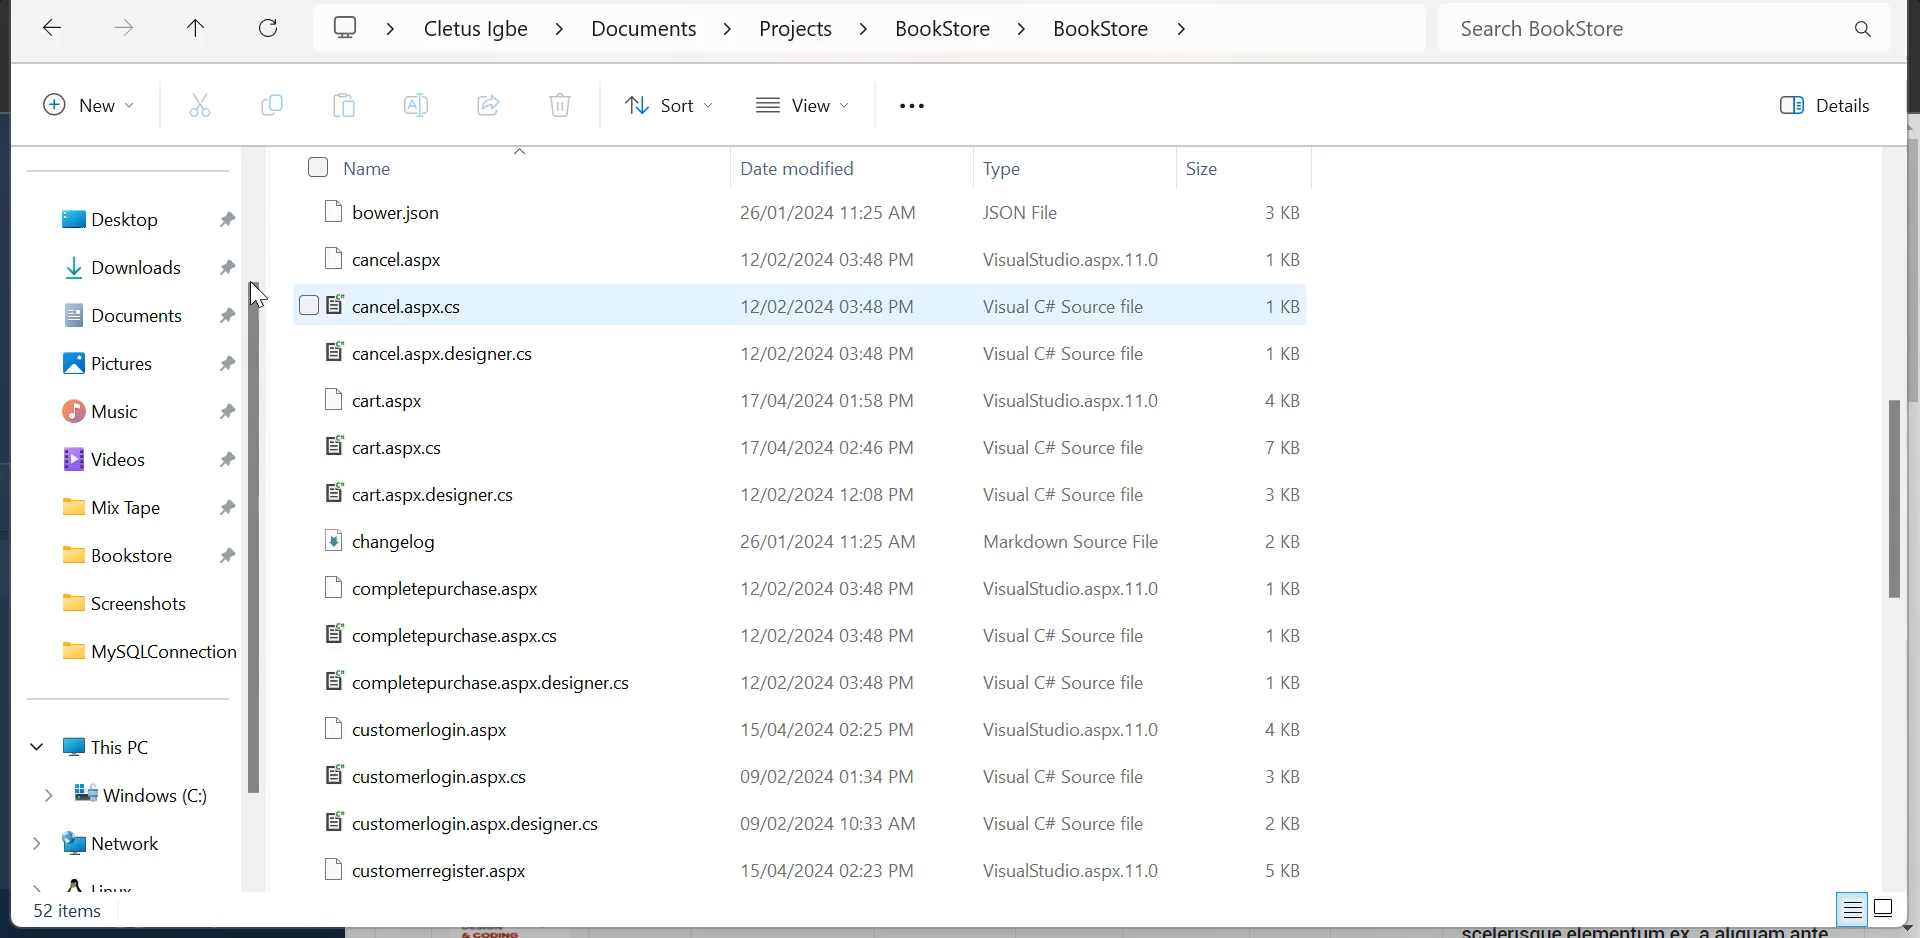 Cletus Igbe > Documents > Projects > BookStore > BookStore >
Search BookStore
New
Sort
View
Details
Name Date modified Type Size
Desktop
Downloads
Documents
Pictures
Music
Videos
Mix Tape
Bookstore
Screenshots
MySQLConnection
This PC
Windows (C:)
Network
Linux
bower.json 26/01/2024 11:25 AM JSON File 3 KB
cancel.aspx 12/02/2024 03:48 PM VisualStudio.aspx.11.0 1 KB
cancel.aspx.cs 12/02/2024 03:48 PM Visual C# Source file 1 KB
cancel.aspx.designer.cs 12/02/2024 03:48 PM Visual C# Source file 1 KB
cart.aspx 17/04/2024 01:58 PM VisualStudio.aspx.11.0 4 KB
cart.aspx.cs 17/04/2024 02:46 PM Visual C# Source file 7 KB
cart.aspx.designer.cs 12/02/2024 12:08 PM Visual C# Source file 3 KB
changelog 26/01/2024 11:25 AM Markdown Source File 2 KB
completepurchase.aspx 12/02/2024 03:48 PM VisualStudio.aspx.11.0 1 KB
completepurchase.aspx.cs 12/02/2024 03:48 PM Visual C# Source file 1 KB
completepurchase.aspx.designer.cs 12/02/2024 03:48 PM Visual C# Source file 1 KB
customerlogin.aspx 15/04/2024 02:25 PM VisualStudio.aspx.11.0 4 KB
customerlogin.aspx.cs 09/02/2024 01:34 PM Visual C# Source file 3 KB
customerlogin.aspx.designer.cs 09/02/2024 10:33 AM Visual C# Source file 2 KB
customerregister.aspx 15/04/2024 02:23 PM VisualStudio.aspx.11.0 5 KB
52 items
& CODING
scelerisque elementum ex, a aliquam ante